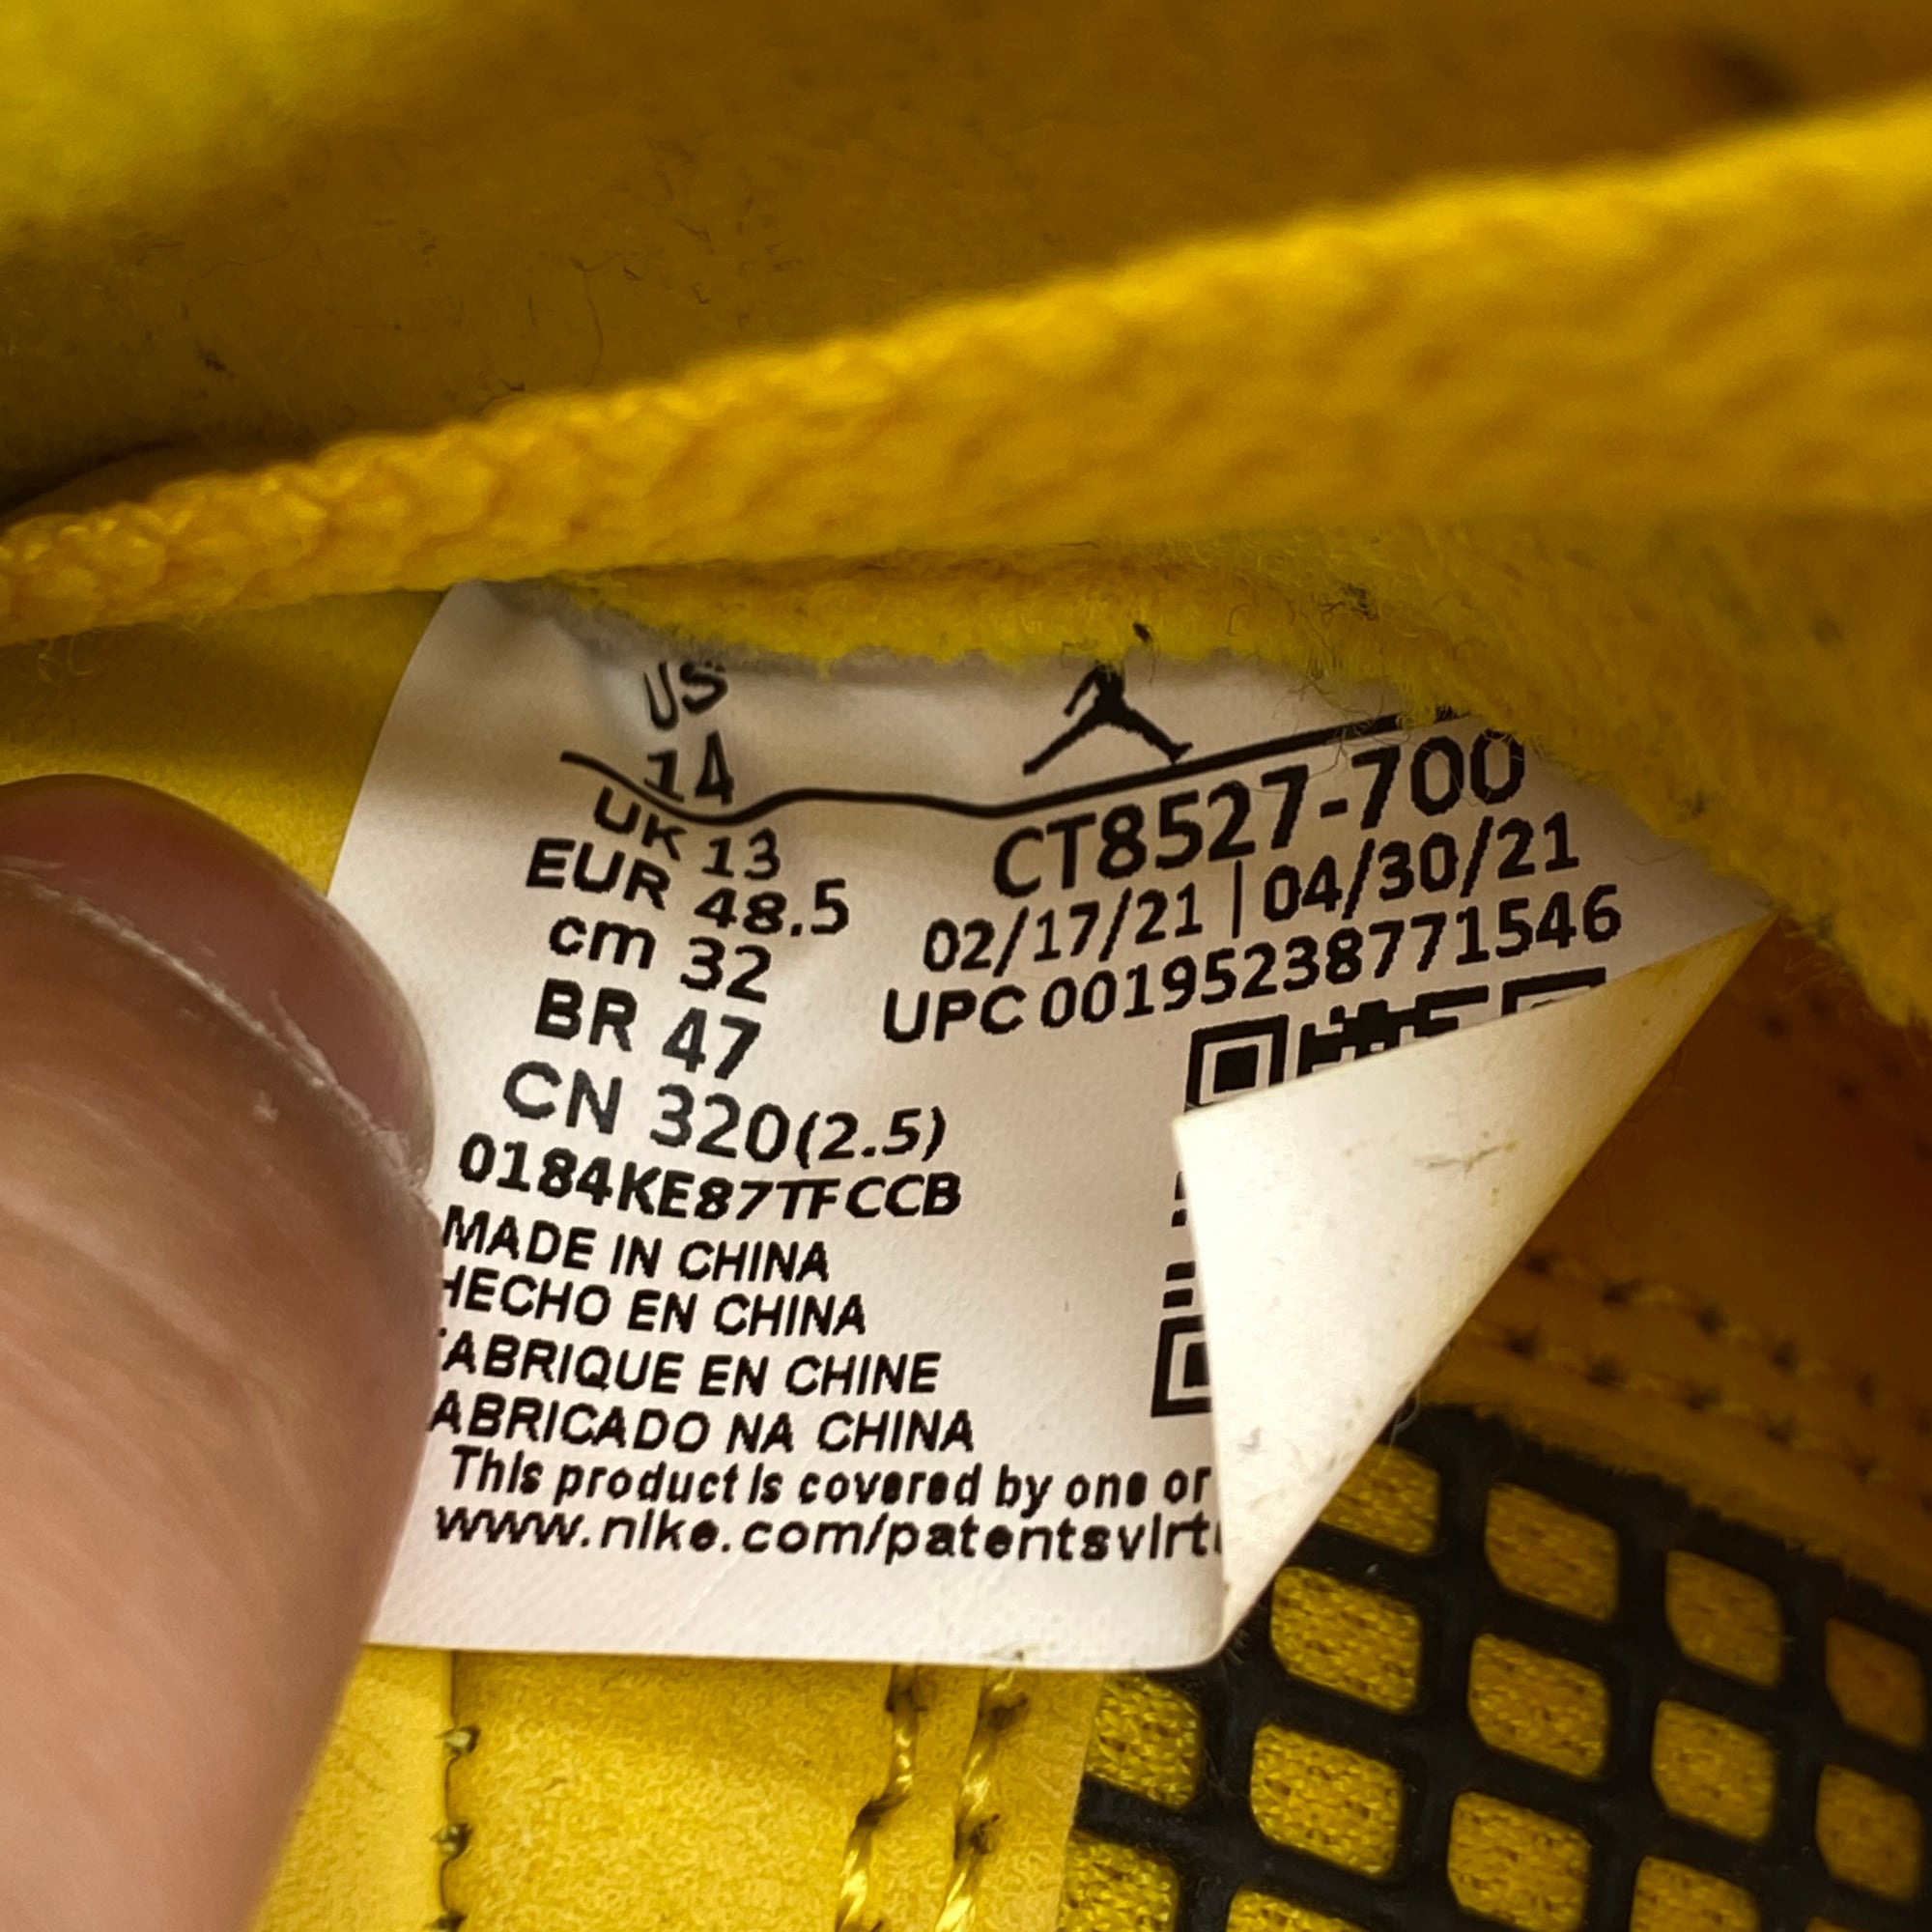 US
14
UK 13
EUR 48.5
cm 32
BR 47
CN 320(2.5)
0184KE87TFCCB
CT8527-700
02/17/21 | 04/30/21
UPC 00195238771546
MADE IN CHINA
HECHO EN CHINA
FABRIQUE EN CHINE
ABRICADO NA CHINA
This product is covered by one or
www.nike.com/patentsvirt